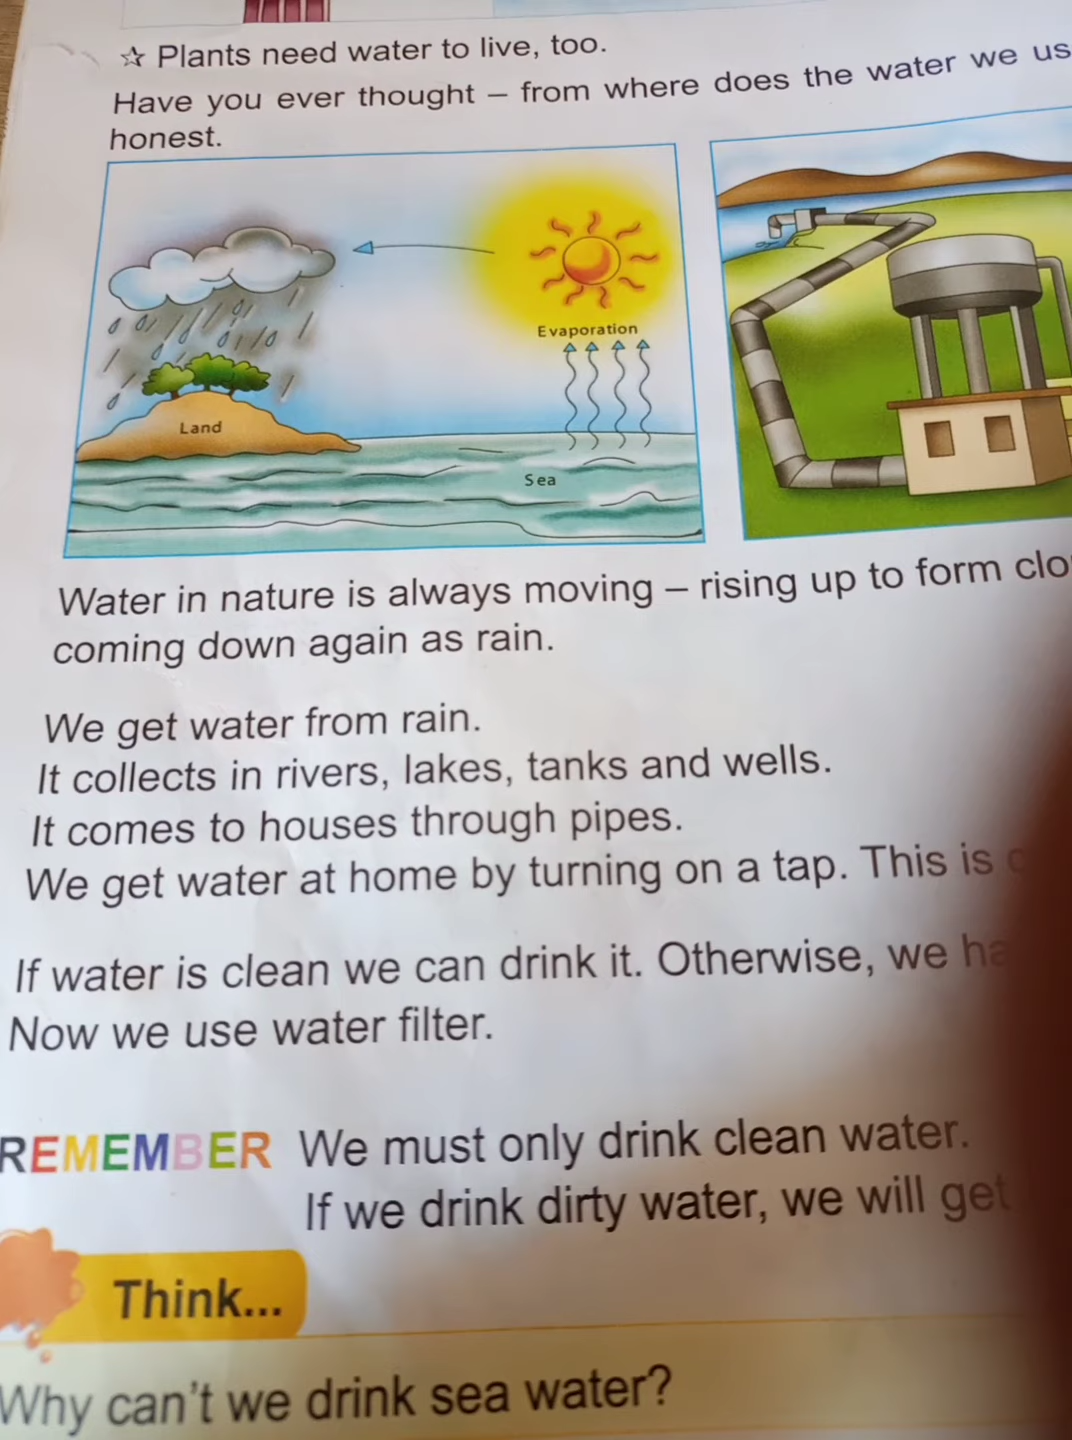 ☆ Plants need water to live, too.
Have you ever thought – from where does the water we
honest.
Evaporation
Land
Sea
Water in nature is always moving – rising up to form
coming down again as rain.
We get water from rain.
It collects in rivers, lakes, tanks and wells.
It comes to houses through pipes.
We get water at home by turning on a tap. This is
If water is clean we can drink it. Otherwise, we
Now we use water filter.
REMEMBER We must only drink clean water.
If we drink dirty water, we will get
Think...
Why can't we drink sea water?